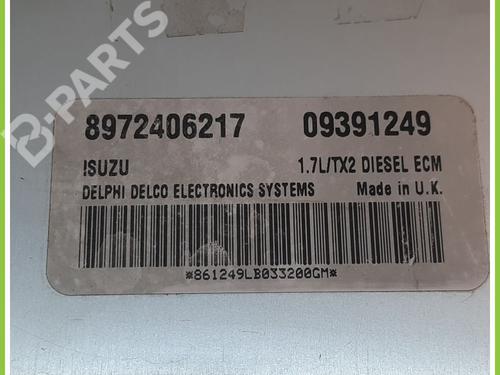 B-PARTS
8972406217 09391249
ISUZU 1.7L/TX2 DIESEL ECM
DELPHI DELCO ELECTRONICS SYSTEMS Made in U.K.
*861249LB033200GM*